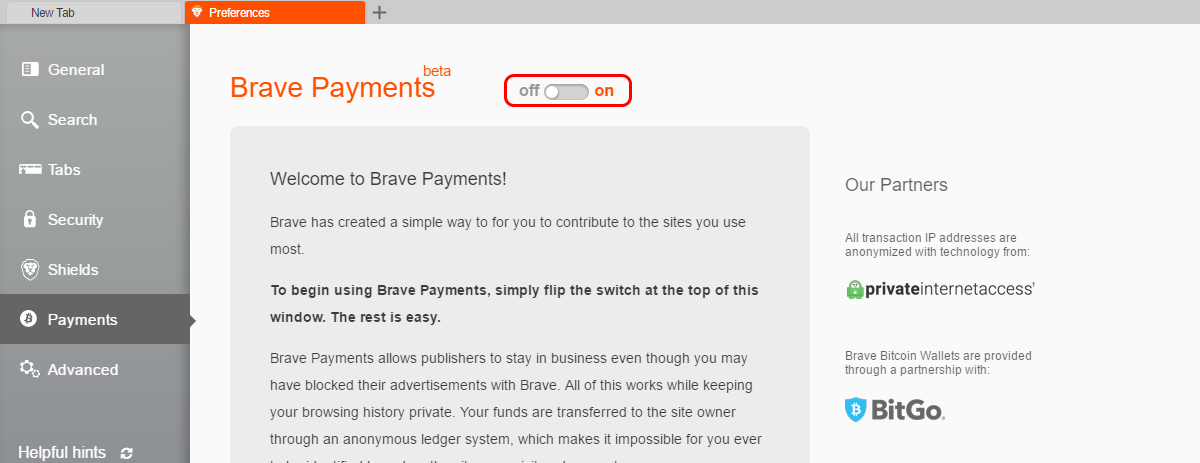 New Tab
Preferences
General
Search
Tabs
Security
Shields
Payments
Advanced
Helpful hints
Brave Payments beta
off on
Welcome to Brave Payments!
Brave has created a simple way to for you to contribute to the sites you use
most.
To begin using Brave Payments, simply flip the switch at the top of this
window. The rest is easy.
Brave Payments allows publishers to stay in business even though you may
have blocked their advertisements with Brave. All of this works while keeping
your browsing history private. Your funds are transferred to the site owner
through an anonymous ledger system, which makes it impossible for you ever
Our Partners
All transaction IP addresses are
anonymized with technology from:
privateinternetaccess
Brave Bitcoin Wallets are provided
through a partnership with:
BitGo